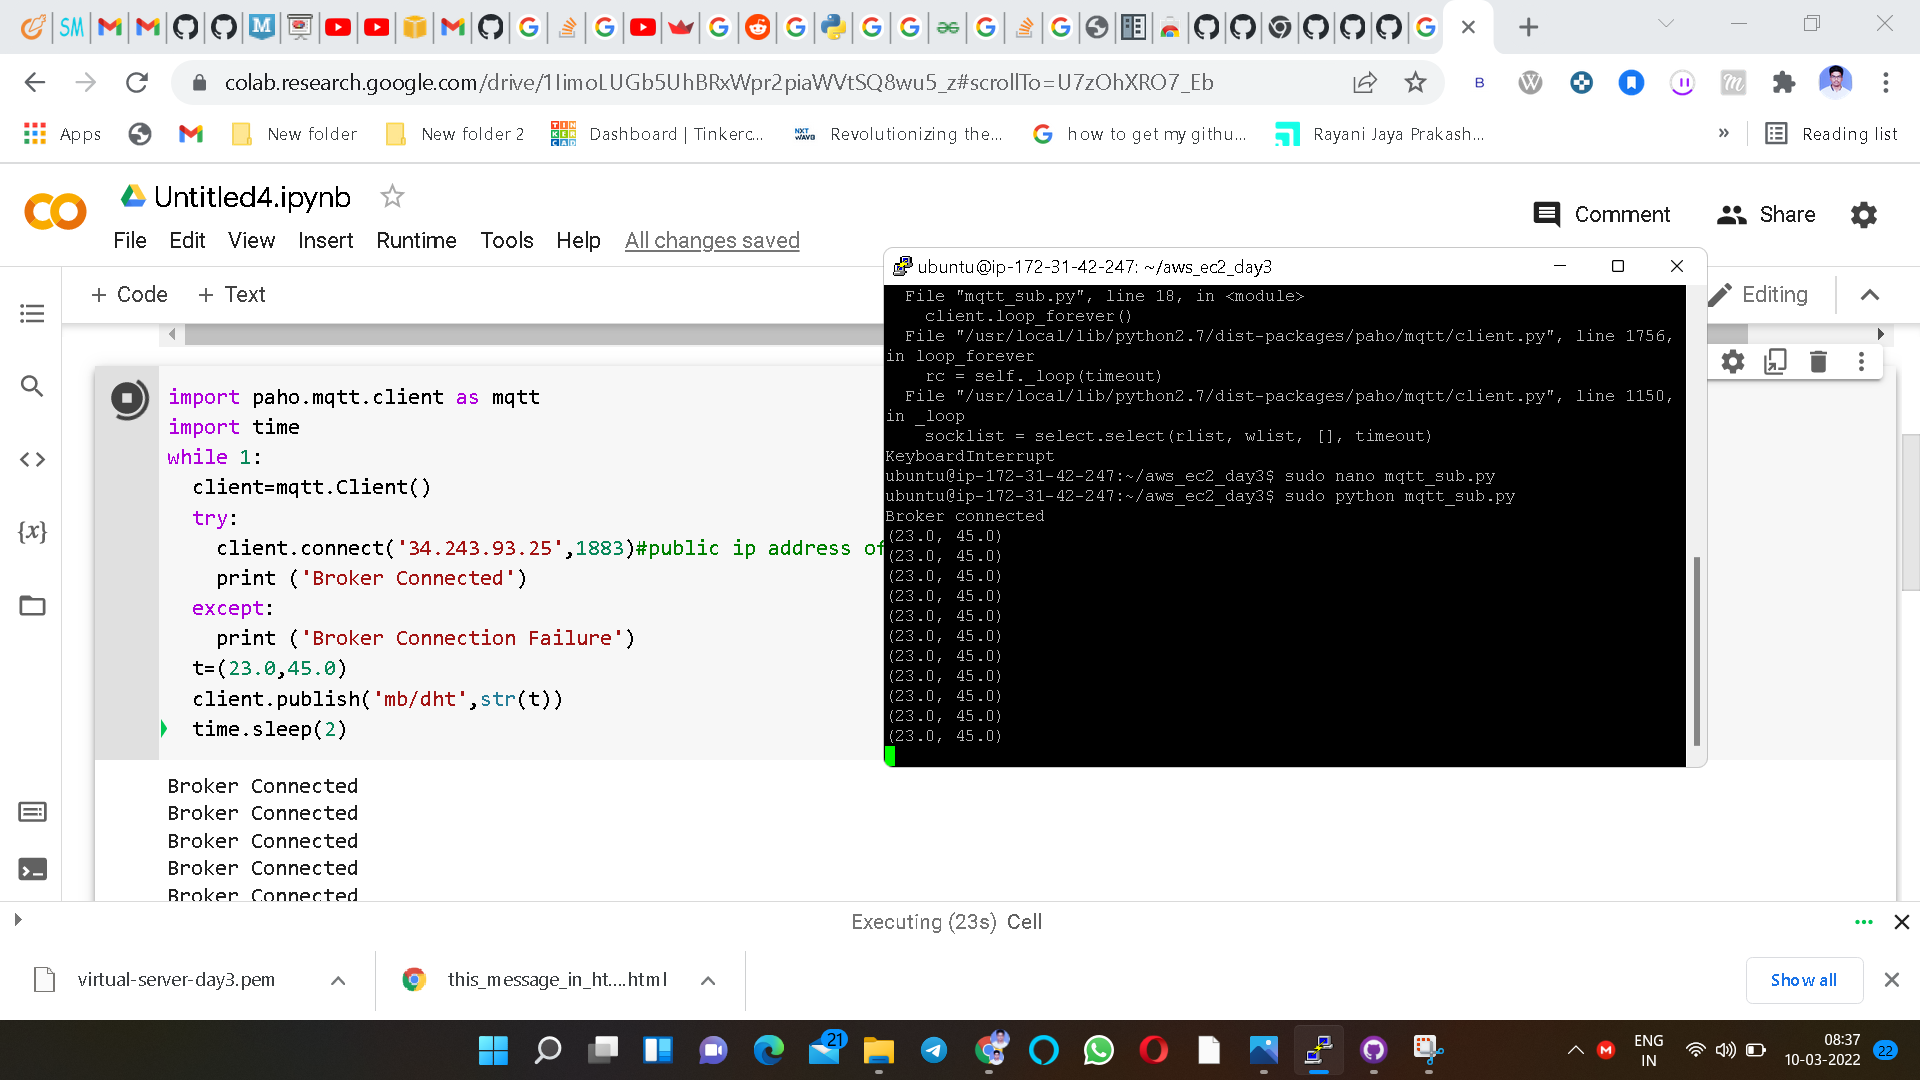 colab.research.google.com/drive/1IimoLUGb5UhBRxWpr2piaWVtSQ8wu5_z#scrollTo=U7zOhXRO7_Eb
Apps
New folder
New folder 2
Dashboard | Tinkerc...
Revolutionizing the...
how to get my githu...
Rayani Jaya Prakash...
»
Reading list
Untitled4.ipynb
Comment
Share
File Edit View Insert Runtime Tools Help All changes saved
+ Code + Text
Editing
import paho.mqtt.client as mqtt
import time
while 1:
client=mqtt.Client()
try:
client.connect('34.243.93.25',1883)#public ip address of
print ('Broker Connected')
except:
print ('Broker Connection Failure')
t=(23.0,45.0)
client.publish('mb/dht',str(t))
time.sleep(2)
Broker Connected
Broker Connected
Broker Connected
Broker Connected
Broker Connected
ubuntu@ip-172-31-42-247: ~/aws_ec2_day3
File "mqtt_sub.py", line 18, in <module>
client.loop_forever()
File "/usr/local/lib/python2.7/dist-packages/paho/mqtt/client.py", line 1756,
in loop_forever
rc = self._loop(timeout)
File "/usr/local/lib/python2.7/dist-packages/paho/mqtt/client.py", line 1150,
in _loop
socklist = select.select(rlist, wlist, [], timeout)
KeyboardInterrupt
ubuntu@ip-172-31-42-247:~/aws_ec2_day3$ sudo nano mqtt_sub.py
ubuntu@ip-172-31-42-247:~/aws_ec2_day3$ sudo python mqtt_sub.py
Broker connected
(23.0, 45.0)
(23.0, 45.0)
(23.0, 45.0)
(23.0, 45.0)
(23.0, 45.0)
(23.0, 45.0)
(23.0, 45.0)
(23.0, 45.0)
(23.0, 45.0)
(23.0, 45.0)
(23.0, 45.0)
Executing (23s) Cell
virtual-server-day3.pem
this_message_in_ht....html
Show all
21
ENG
IN
08:37
10-03-2022
22